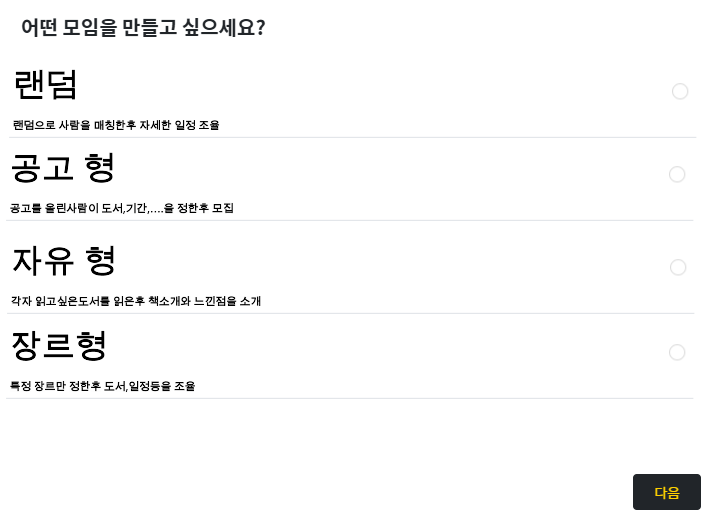 어떤 모임을 만들고 싶으세요?
랜덤
랜덤으로 사람을 매칭한후 자세한 일정 조율
공고 형
공고를 올린사람이 도서,기간,....을 정한후 모집
자유 형
각자 읽고싶은도서를 읽은후 책소개와 느낀점을 소개
장르형
특정 장르만 정한후 도서,일정등을 조율
다음